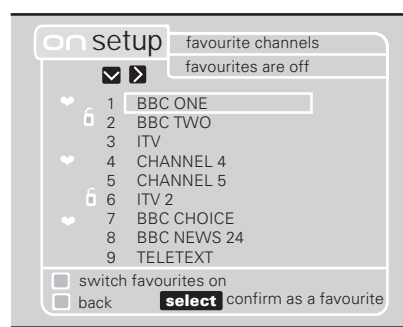 on setup
favourite channels
favourites are off
1 BBC ONE
2 BBC TWO
3 ITV
4 CHANNEL 4
5 CHANNEL 5
6 ITV 2
7 BBC CHOICE
8 BBC NEWS 24
9 TELETEXT
switch favourites on
back select confirm as a favourite